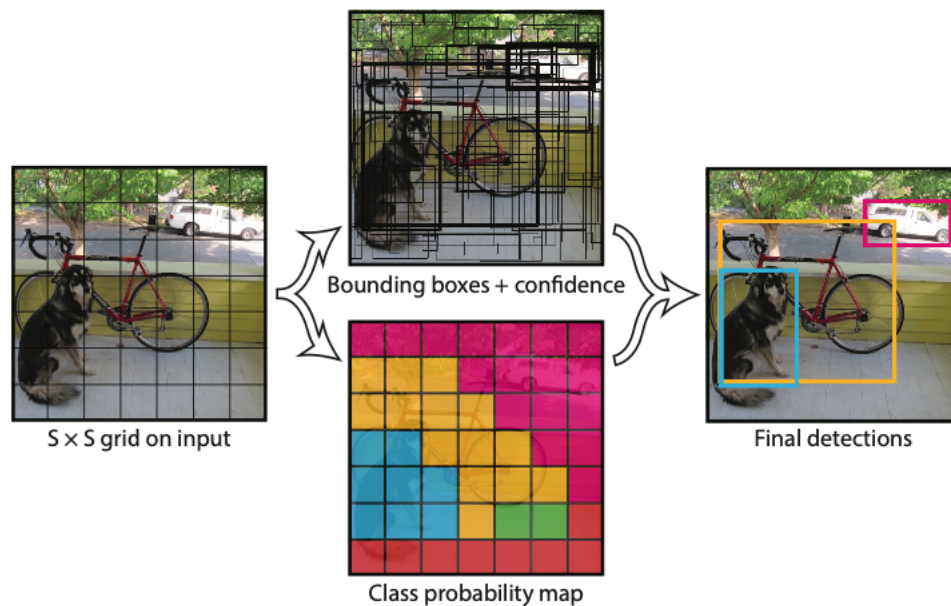 Bounding boxes + confidence
S × S grid on input
Final detections
Class probability map